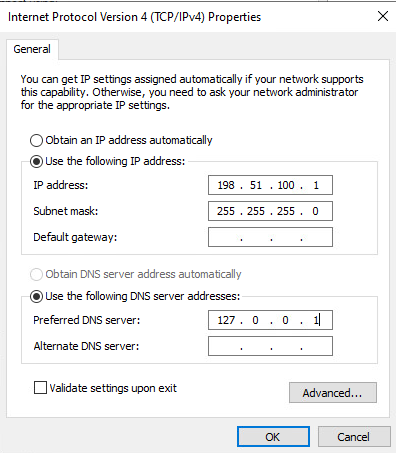 Internet Protocol Version 4 (TCP/IPv4) Properties
General
You can get IP settings assigned automatically if your network supports
this capability. Otherwise, you need to ask your network administrator
for the appropriate IP settings.
Obtain an IP address automatically
Use the following IP address:
IP address: 198 . 51 . 100 . 1
Subnet mask: 255 . 255 . 255 . 0
Default gateway: . . .
Obtain DNS server address automatically
Use the following DNS server addresses:
Preferred DNS server: 127 . 0 . 0 . 1
Alternate DNS server: . . .
Validate settings upon exit
Advanced...
OK Cancel